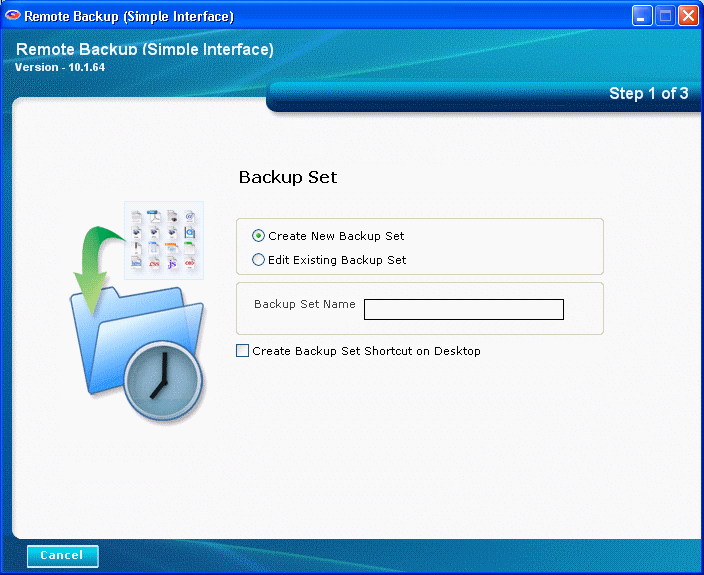 Remote Backup (Simple Interface)
Remote Backup (Simple Interface)
Version - 10.1.64
Step 1 of 3
Backup Set
Create New Backup Set
Edit Existing Backup Set
Backup Set Name
Create Backup Set Shortcut on Desktop
Cancel